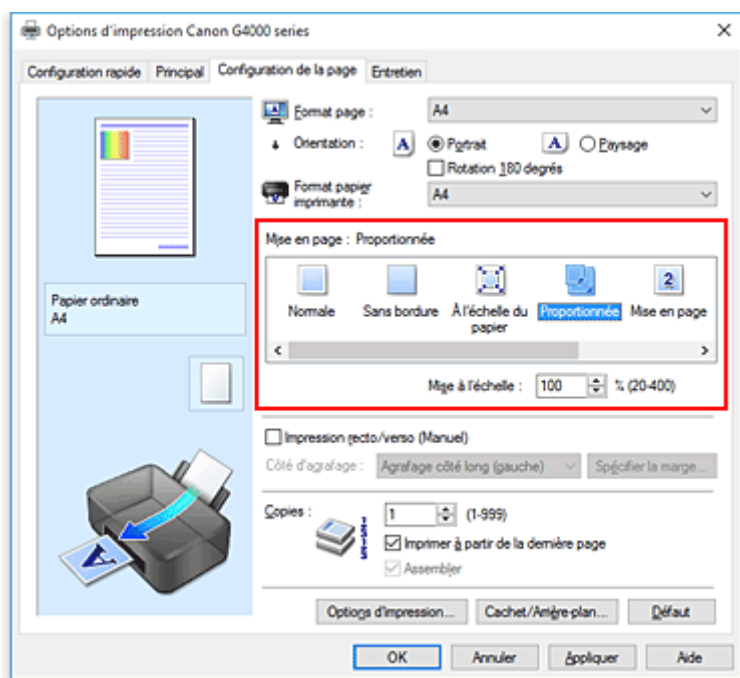 Options d'impression Canon G4000 series
Configuration rapide Principal Configuration de la page Entretien
Format page : A4
Orientation : A Portrait A Paysage
Rotation 180 degrés
Format papier imprimante : A4
Mise en page : Proportionnée
Normale Sans bordure À l'échelle du papier Proportionnée Mise en page
2
Mise à l'échelle : 100 % (20-400)
Papier ordinaire
A4
Impression recto/verso (Manuel)
Côté d'agrafage : Agrafage côté long (gauche) Spécifier la marge...
Copies : 1 (1-999)
Imprimer à partir de la dernière page
Assembler
A
Options d'impression... Cachet/Arrière-plan... Défaut
OK Annuler Appliquer Aide